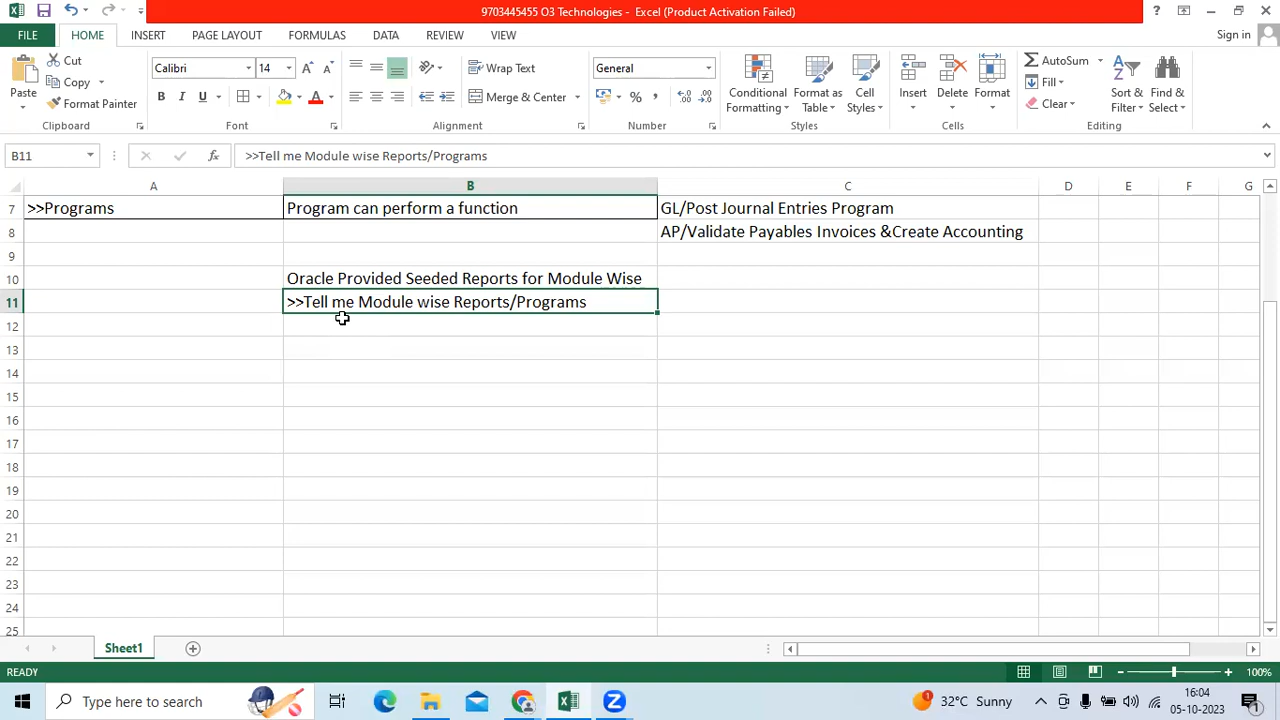 9703445455 O3 Technologies - Excel (Product Activation Failed)
?
FILE HOME INSERT PAGE LAYOUT FORMULAS DATA REVIEW VIEW Sign in
Paste
Cut
Copy
Format Painter
Clipboard
Calibri 14
B I U A
Font
Wrap Text
Merge & Center
Alignment
General
% ,
Number
Conditional Formatting
Format as Table
Cell Styles
Styles
Insert
Delete
Format
Cells
AutoSum
Fill
Clear
Sort & Filter
Find & Select
Editing
B11 fx >>Tell me Module wise Reports/Programs
A B C D E F G
7 >>Programs Program can perform a function GL/Post Journal Entries Program
8 AP/Validate Payables Invoices &Create Accounting
9
10 Oracle Provided Seeded Reports for Module Wise
11 >>Tell me Module wise Reports/Programs
12
13
14
15
16
17
18
19
20
21
22
23
24
25
Sheet1
READY 100%
Type here to search
32°C Sunny
16:04
05-10-2023